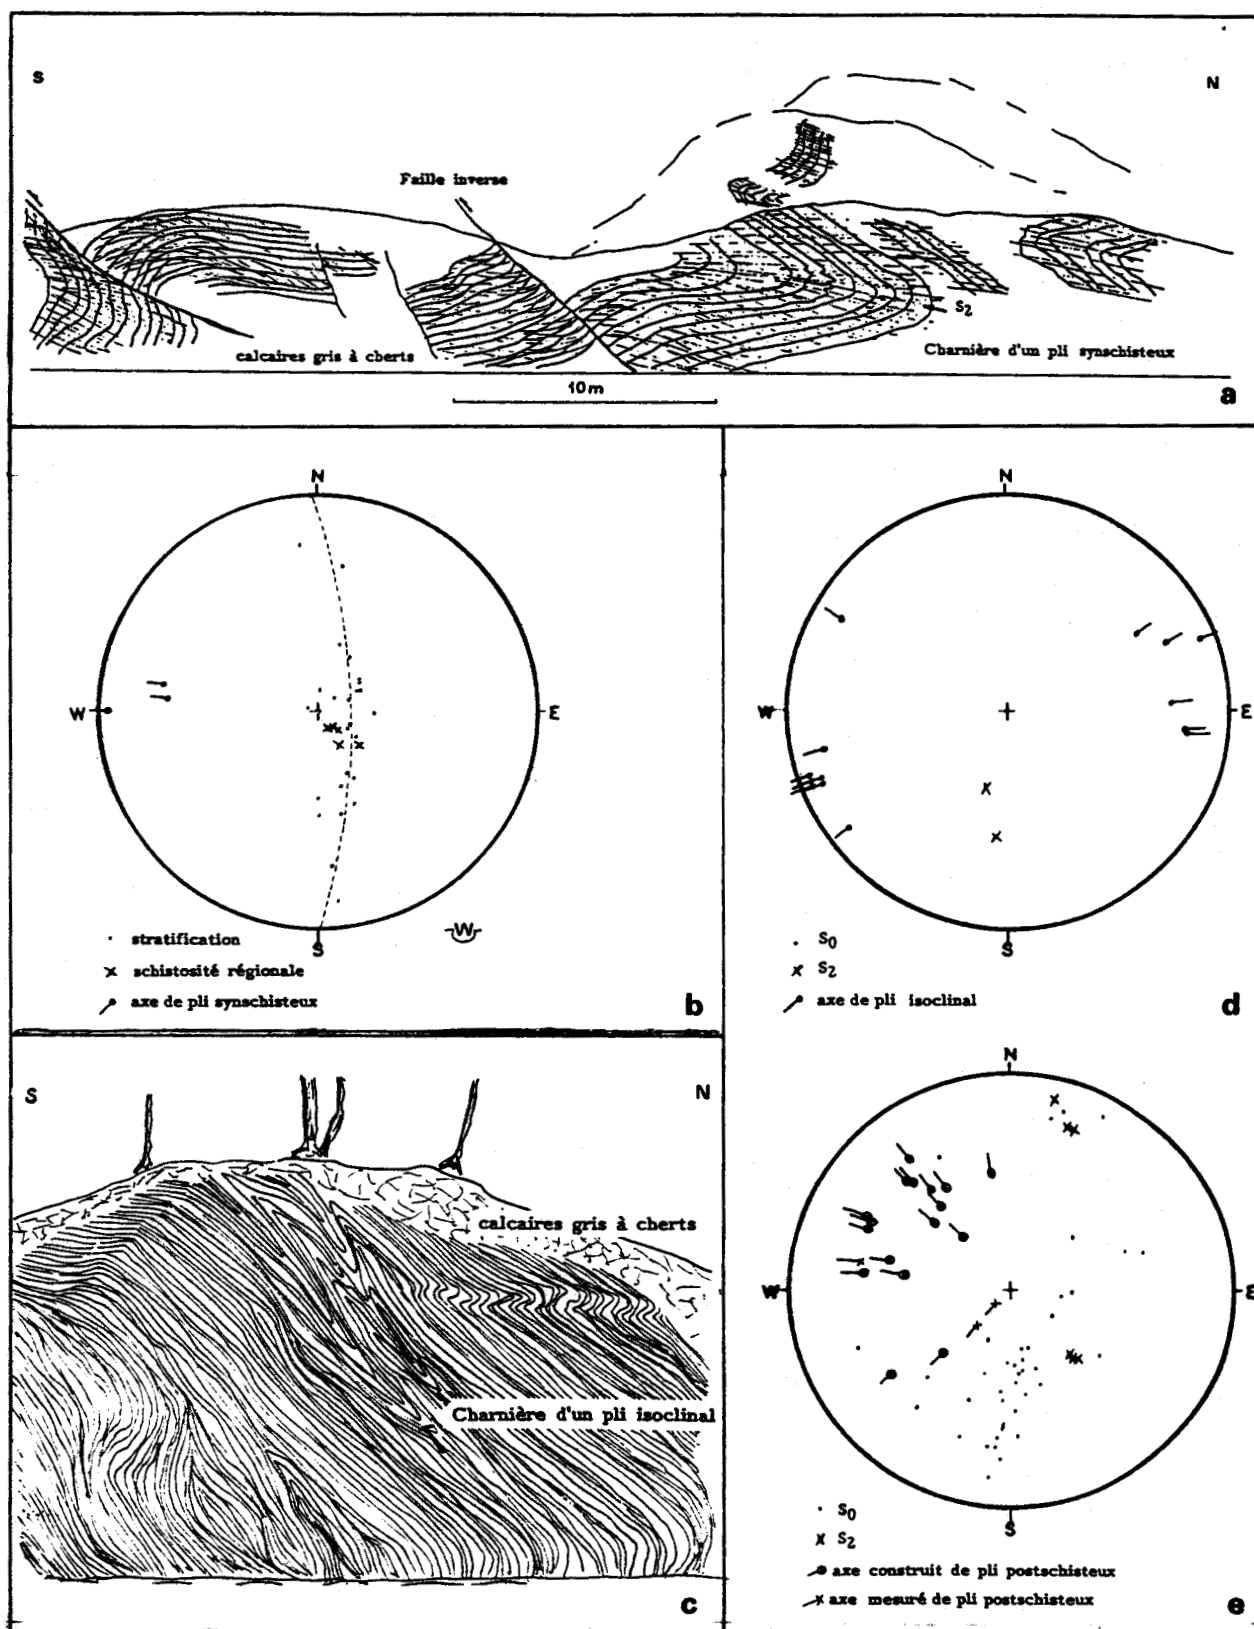 S
N
Faille inverse
S2
calcaires gris à cherts
Charnière d'un pli synschisteux
10m
a
N
W
E
S
W
stratification
schistosité régionale
axe de pli synschisteux
b
N
W
E
S
S0
S2
axe de pli isoclinal
d
S
N
calcaires gris à cherts
Charnière d'un pli isoclinal
c
N
W
E
S
S0
S2
axe construit de pli postschisteux
axe mesuré de pli postschisteux
e